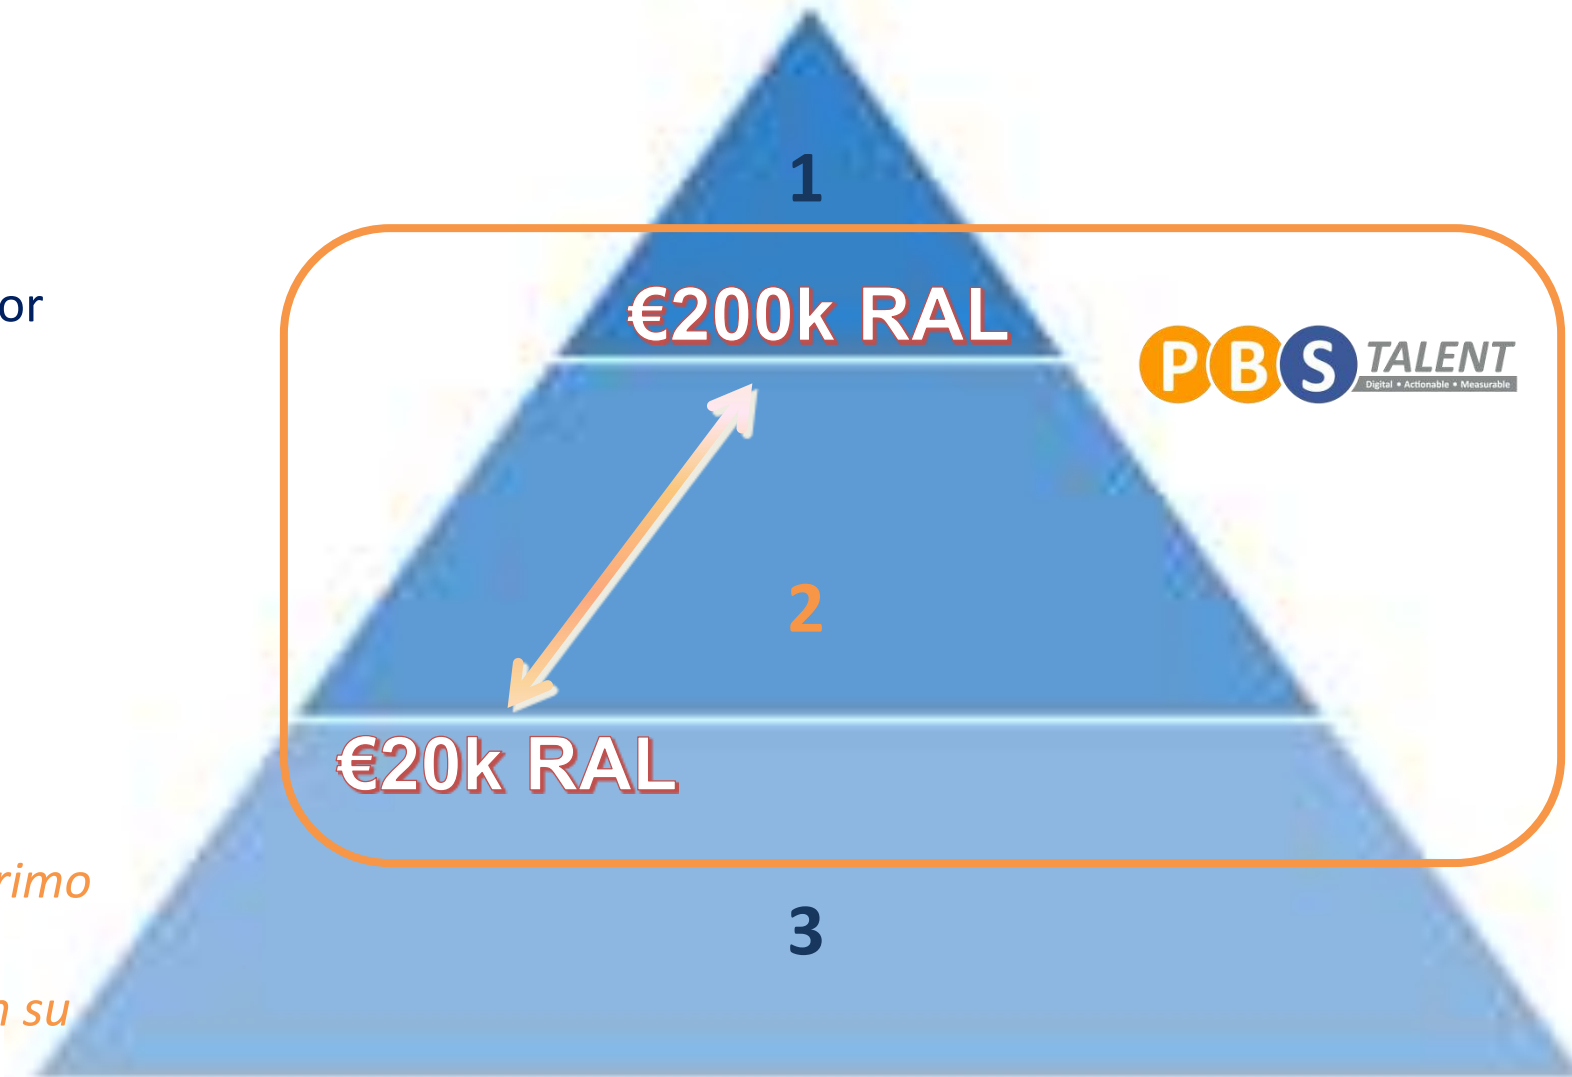 1
or
€200k RAL
PBS TALENT
Digital • Actionable • Measurable
2
€20k RAL
rimo
3
n su